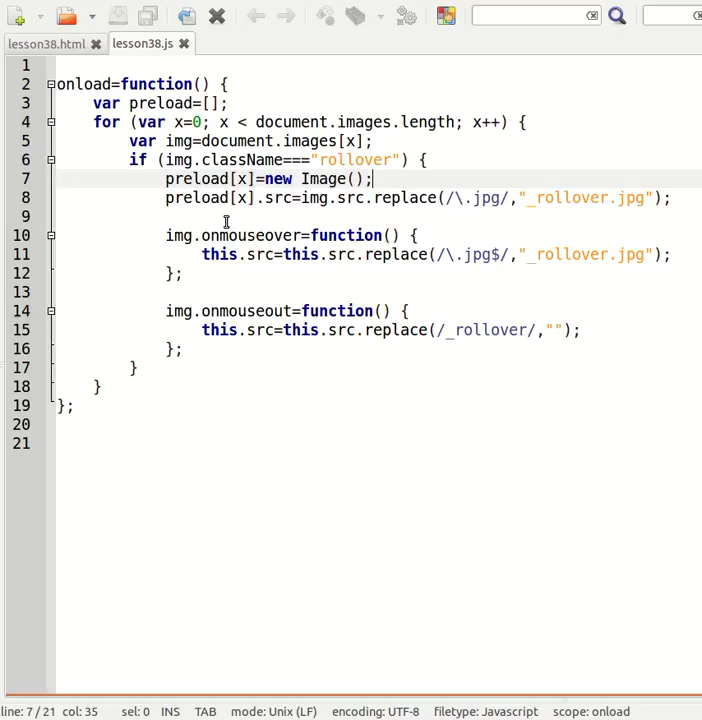 lesson38.html
lesson38.js
1
2 onload=function() {
3 var preload=[];
4 for (var x=0; x < document.images.length; x++) {
5 var img=document.images[x];
6 if (img.className==="rollover") {
7 preload[x]=new Image();
8 preload[x].src=img.src.replace(/\.jpg/,"_rollover.jpg");
9
10 img.onmouseover=function() {
11 this.src=this.src.replace(/\.jpg$/,"_rollover.jpg");
12 };
13
14 img.onmouseout=function() {
15 this.src=this.src.replace(/_rollover/,"");
16 };
17 }
18 }
19 };
20
21
line: 7 / 21 col: 35 sel: 0 INS TAB mode: Unix (LF) encoding: UTF-8 filetype: Javascript scope: onload